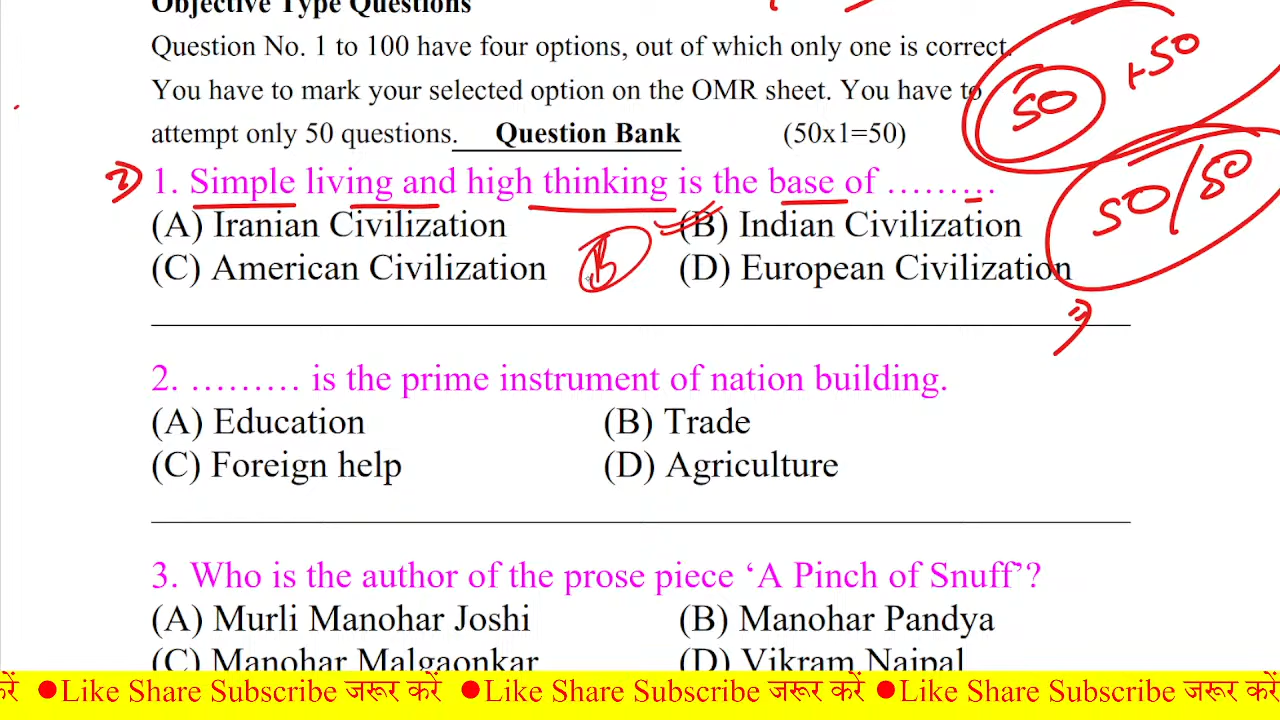 Objective Type Questions
Question No. 1 to 100 have four options, out of which only one is correct.
You have to mark your selected option on the OMR sheet. You have to
attempt only 50 questions. Question Bank (50x1=50)
50 +50
50/50
1. Simple living and high thinking is the base of ………..
(A) Iranian Civilization (B) Indian Civilization
(C) American Civilization B (D) European Civilization
2. ……… is the prime instrument of nation building.
(A) Education (B) Trade
(C) Foreign help (D) Agriculture
3. Who is the author of the prose piece ‘A Pinch of Snuff’?
(A) Murli Manohar Joshi (B) Manohar Pandya
(C) Manohar Malgaonkar (D) Vikram Naipal
रें ●Like Share Subscribe जरूर करें ●Like Share Subscribe जरूर करें ●Like Share Subscribe जरूर करें